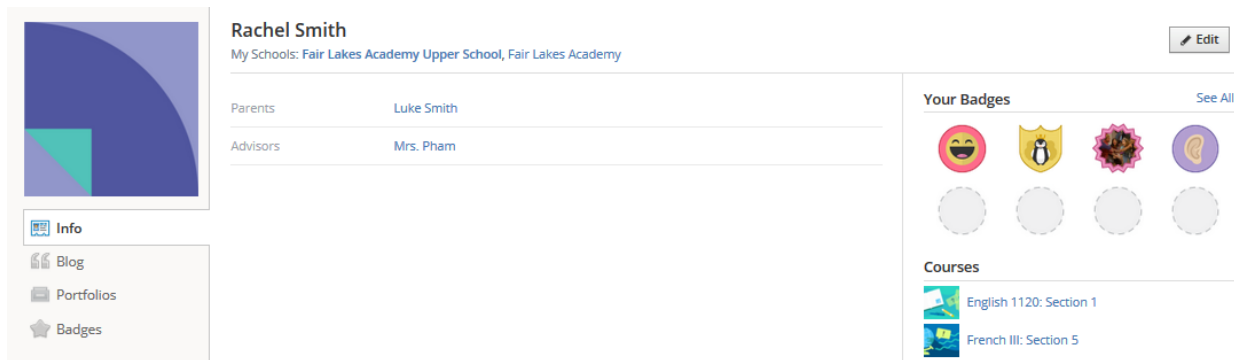 Rachel Smith
Edit
My Schools: Fair Lakes Academy Upper School, Fair Lakes Academy
Parents Luke Smith
Advisors Mrs. Pham
Your Badges See All
Courses
English 1120: Section 1
French III: Section 5
Info
Blog
Portfolios
Badges